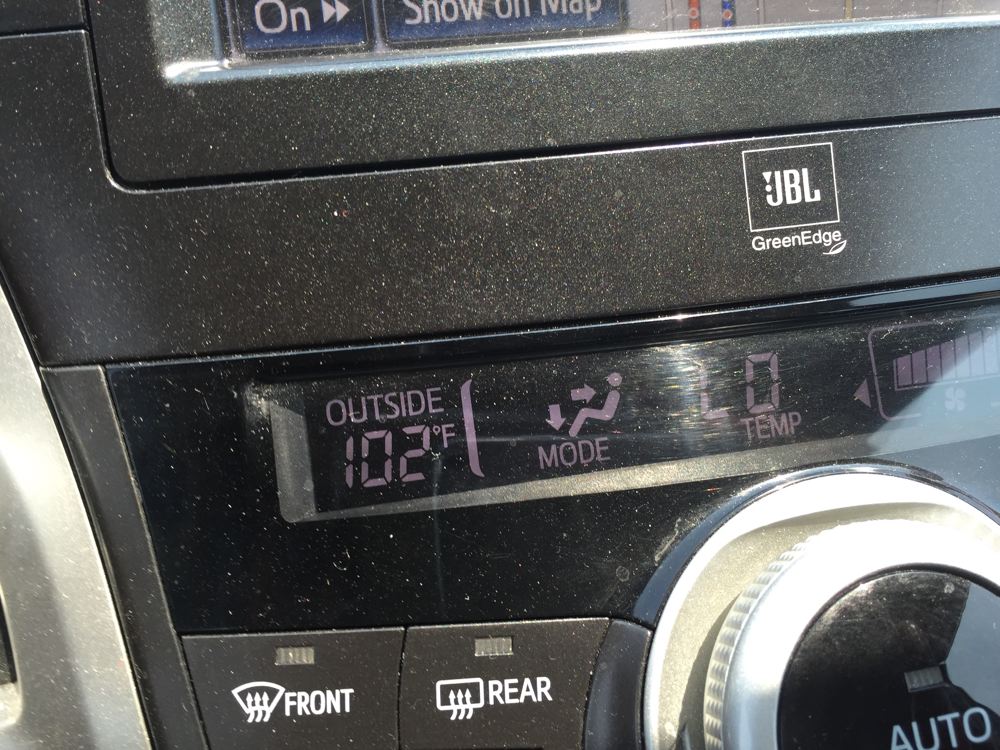 On
Show on Map
JBL
GreenEdge
OUTSIDE
102°F
MODE
LO
TEMP
FRONT
REAR
AUTO